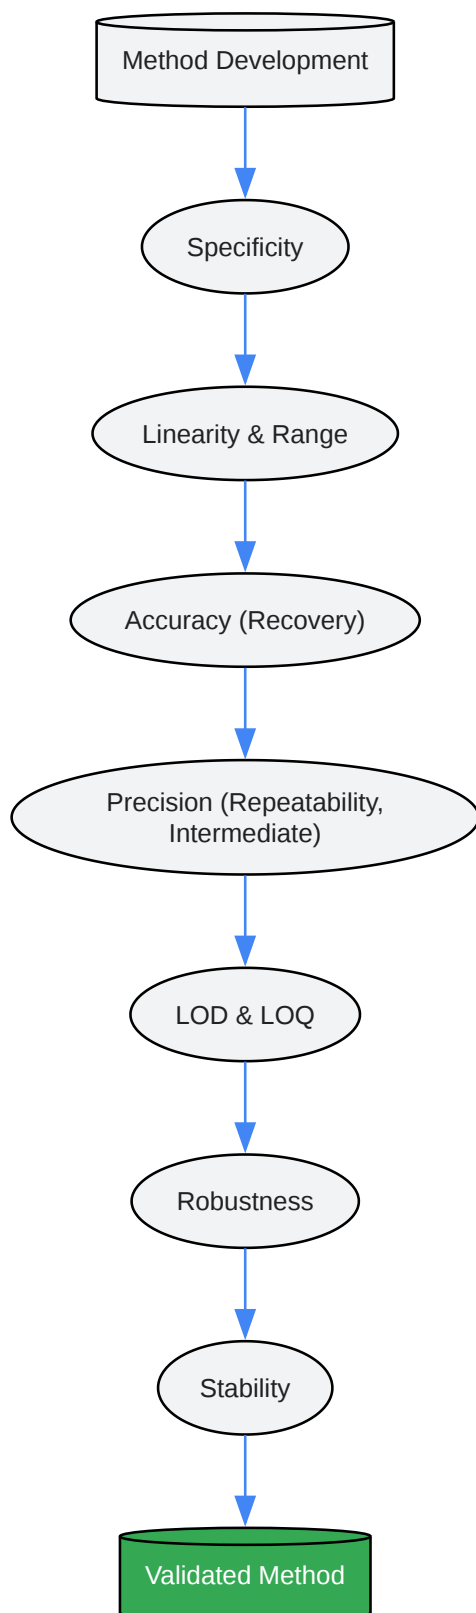 Method Development
Specificity
Linearity & Range
Accuracy (Recovery)
Precision (Repeatability,
Intermediate)
LOD & LOQ
Robustness
Stability
Validated Method